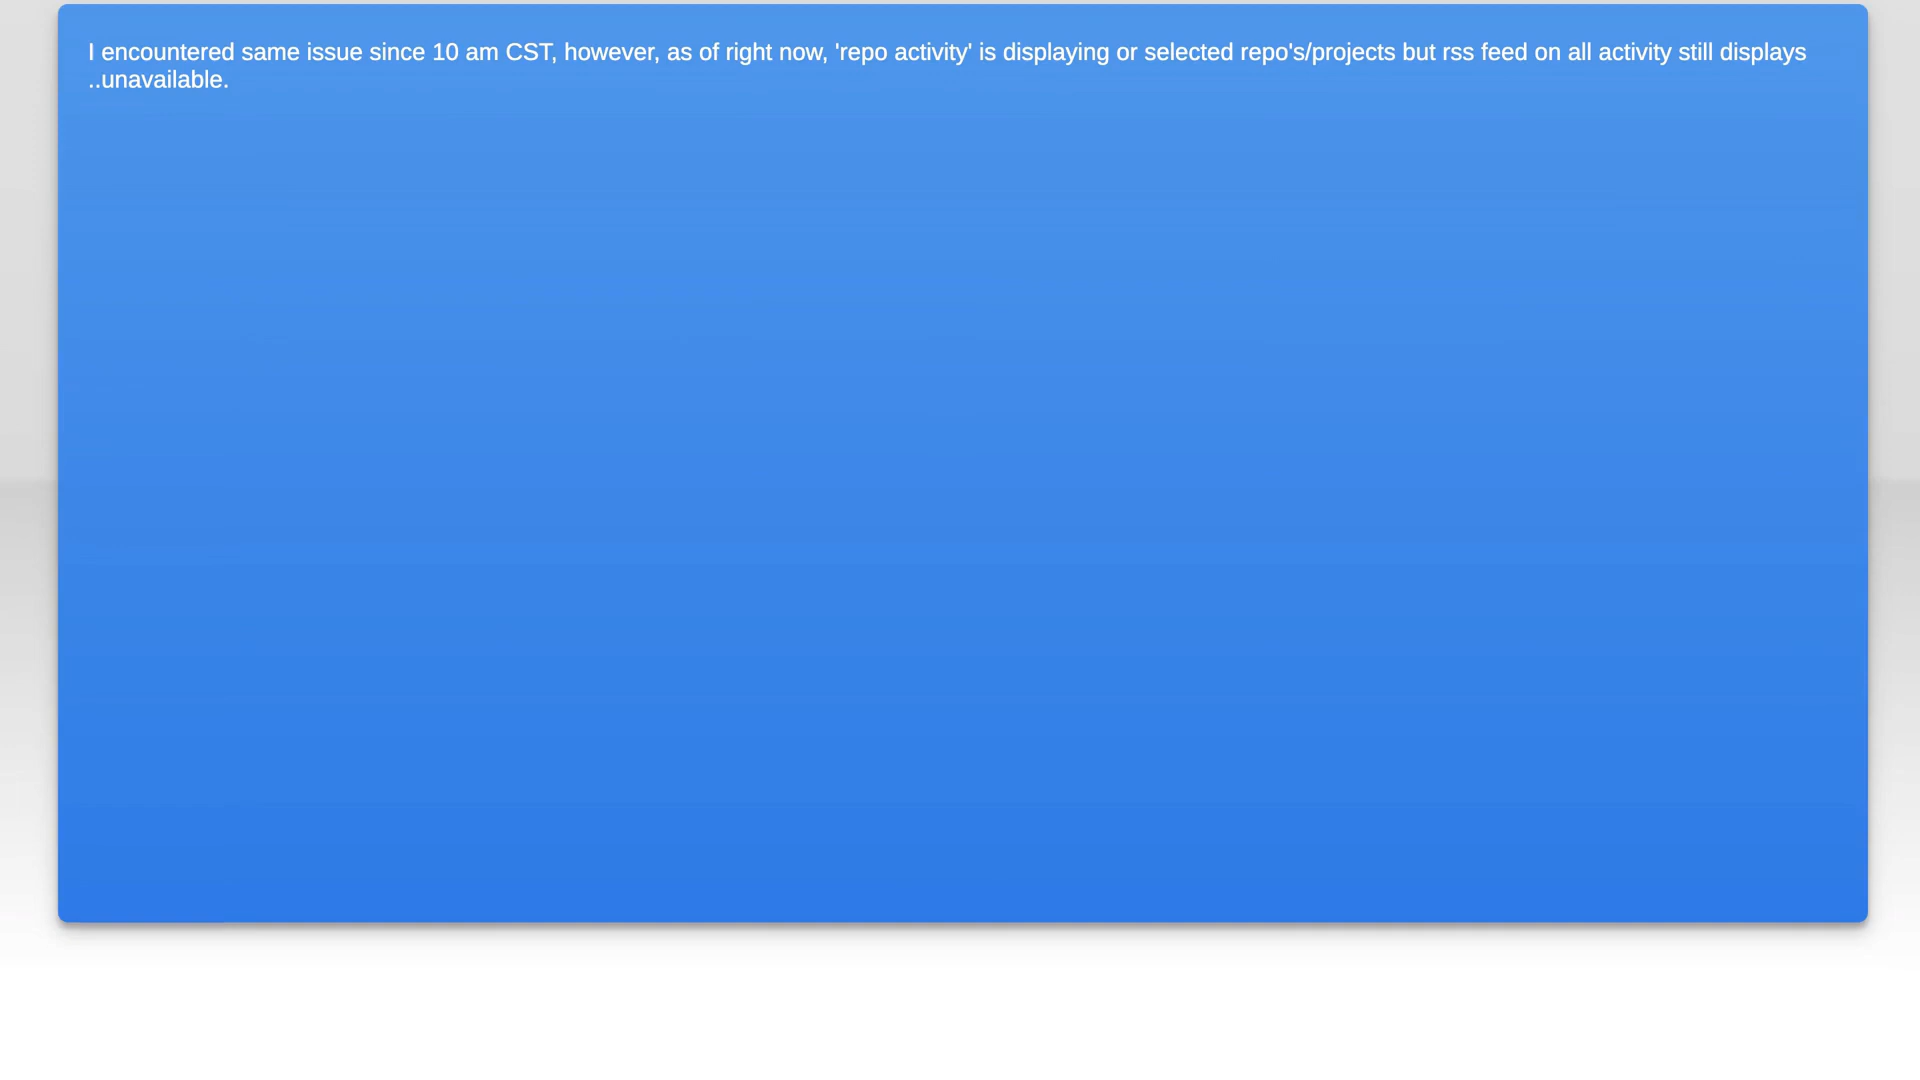 I encountered same issue since 10 am CST, however, as of right now, 'repo activity' is displaying or selected repo's/projects but rss feed on all activity still displays
..unavailable.